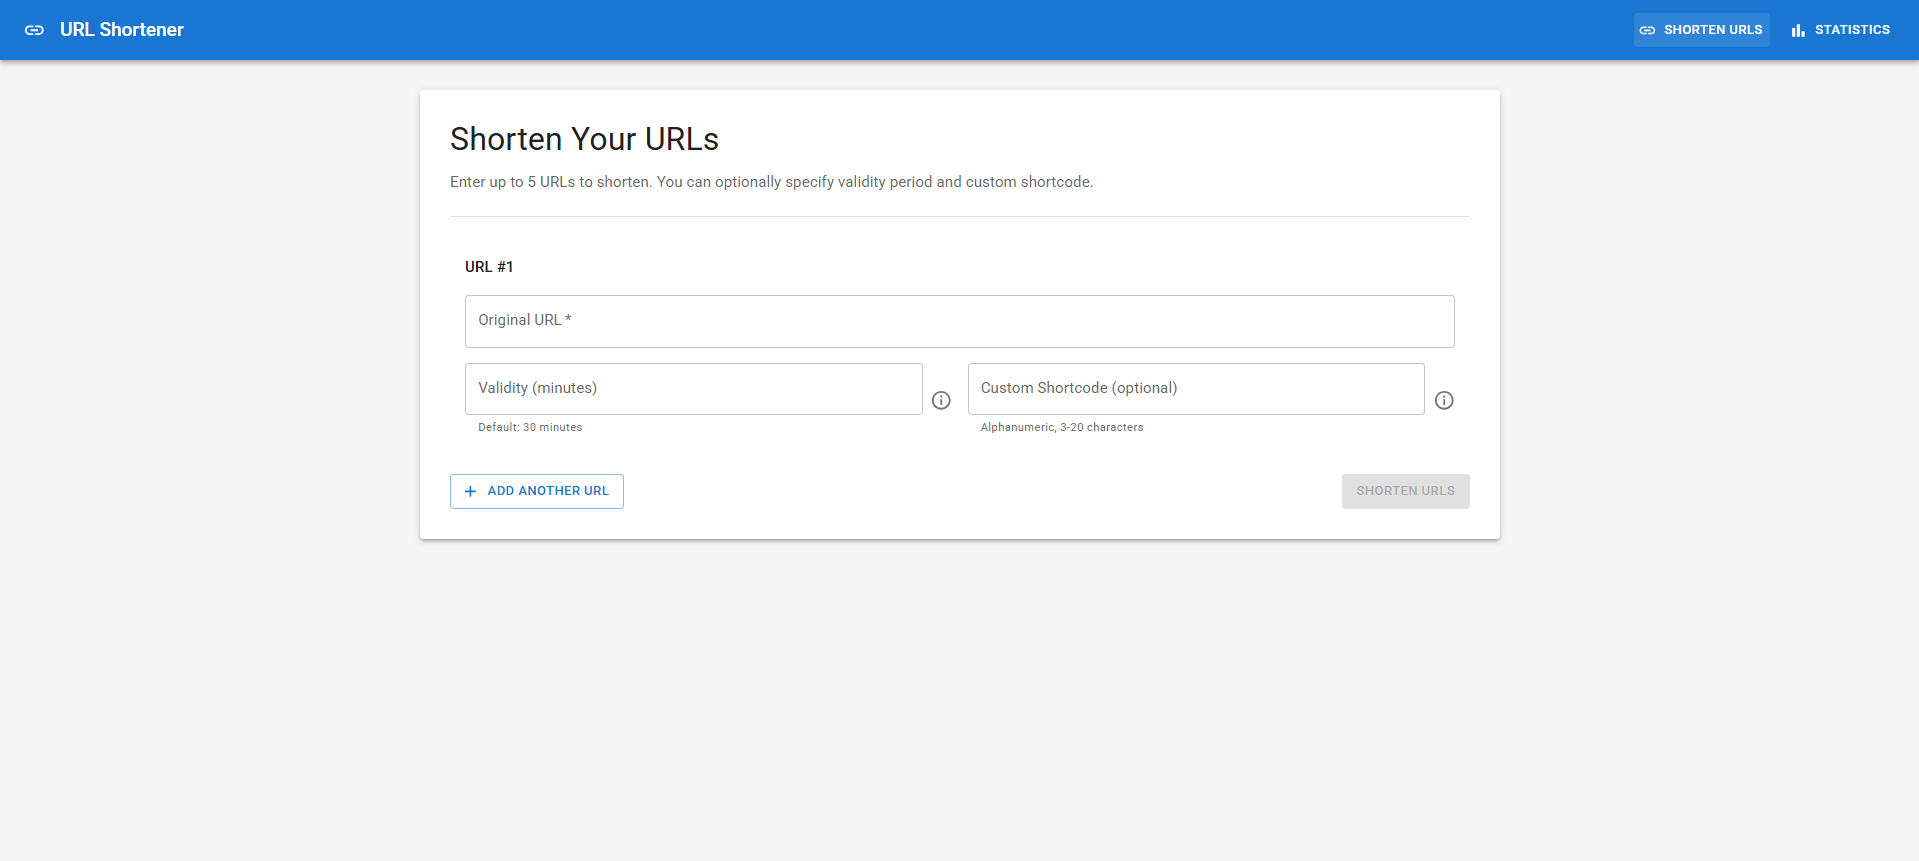 URL Shortener
SHORTEN URLS
STATISTICS
Shorten Your URLs
Enter up to 5 URLs to shorten. You can optionally specify validity period and custom shortcode.
URL #1
Original URL *
Validity (minutes)
Custom Shortcode (optional)
Default: 30 minutes
Alphanumeric, 3-20 characters
ADD ANOTHER URL
SHORTEN URLS